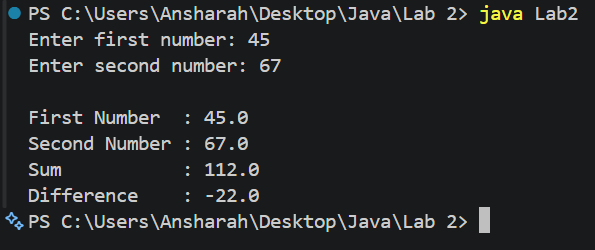 PS C:\Users\Ansharah\Desktop\Java\Lab 2> java Lab2
Enter first number: 45
Enter second number: 67

First Number  : 45.0
Second Number : 67.0
Sum           : 112.0
Difference    : -22.0
PS C:\Users\Ansharah\Desktop\Java\Lab 2>